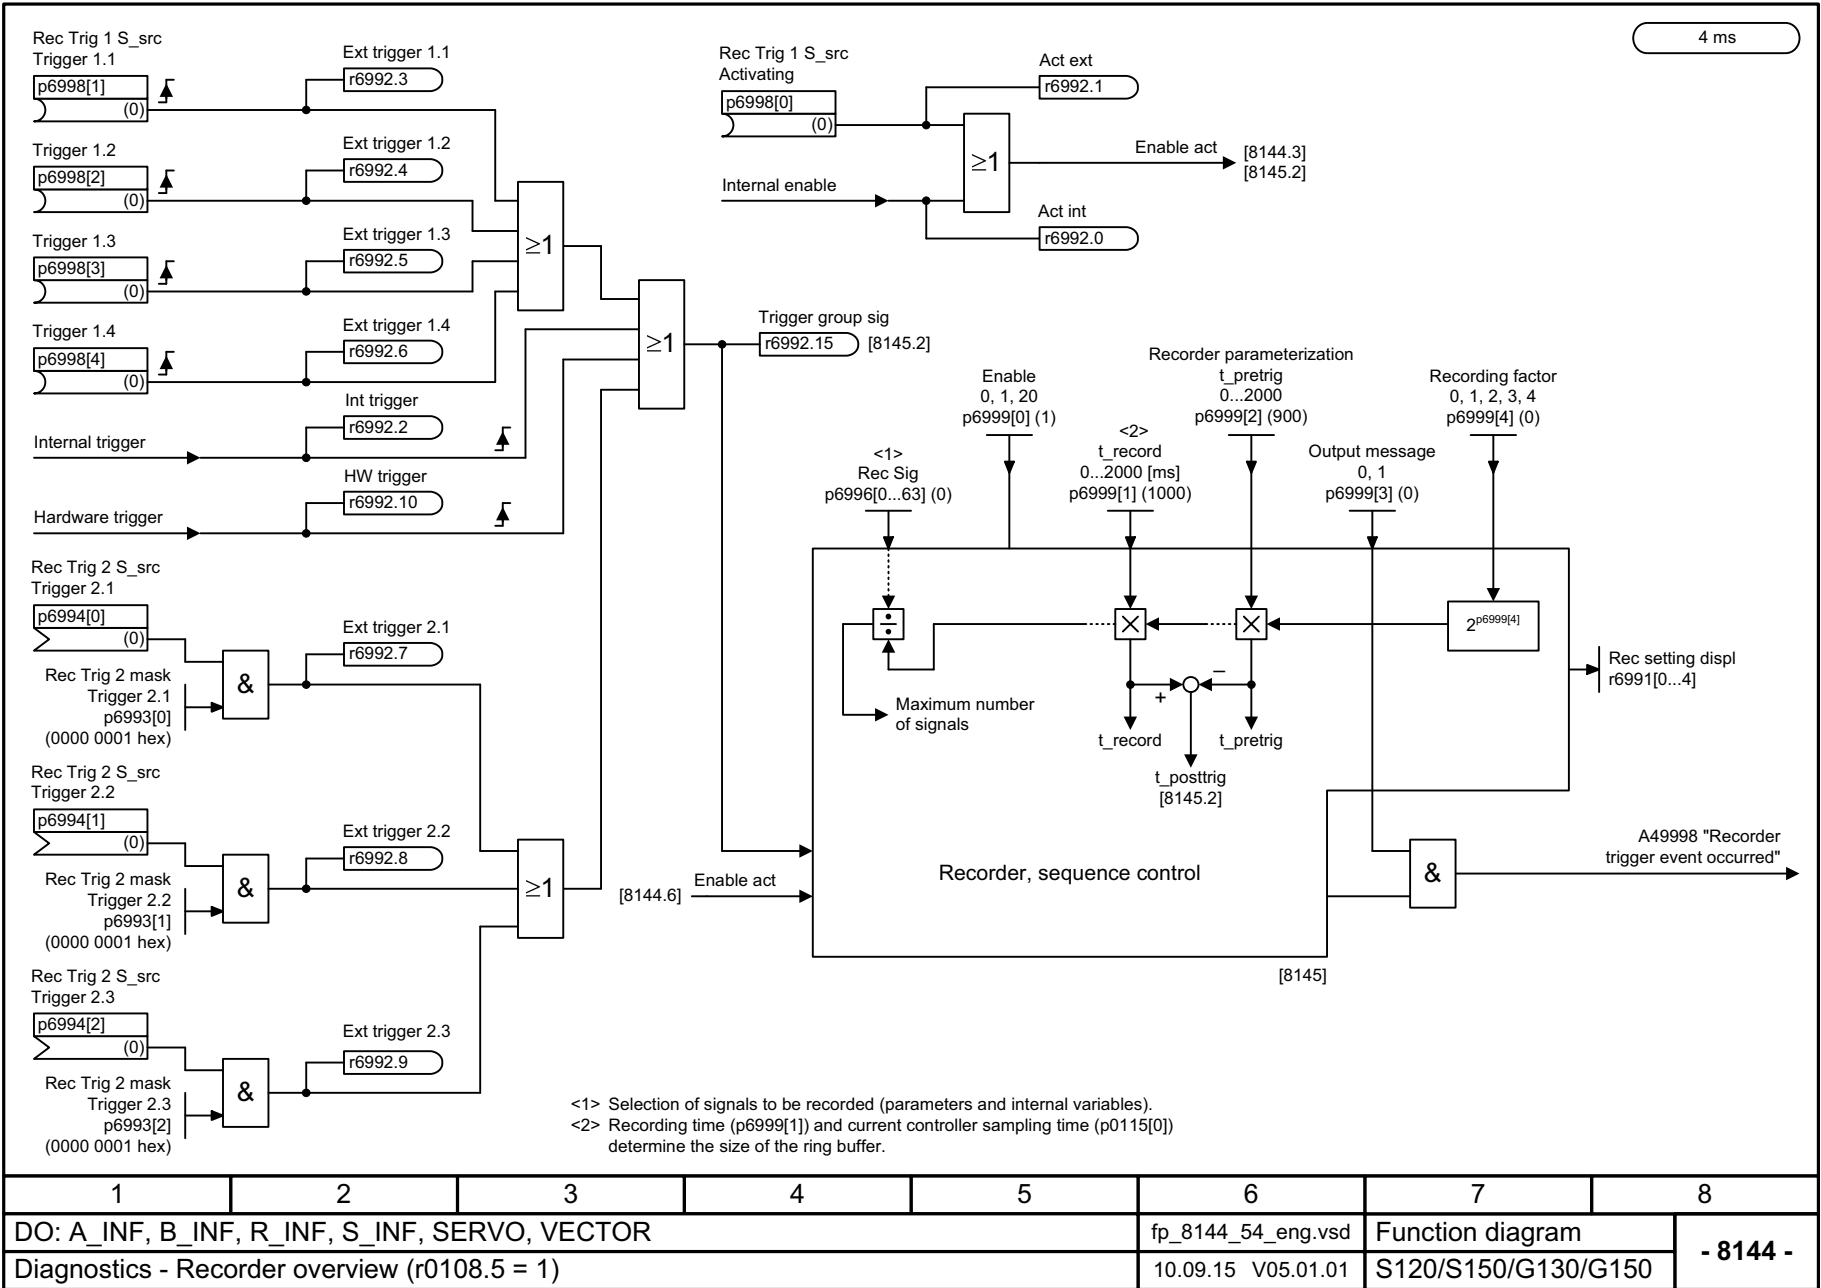 Rec Trig 1 S_src
Trigger 1.1
p6998[1]
(0)
Ext trigger 1.1
r6992.3
Trigger 1.2
p6998[2]
(0)
Ext trigger 1.2
r6992.4
Trigger 1.3
p6998[3]
(0)
Ext trigger 1.3
r6992.5
Trigger 1.4
p6998[4]
(0)
Ext trigger 1.4
r6992.6
≥1
Int trigger
r6992.2
Internal trigger
HW trigger
r6992.10
Hardware trigger
≥1
Rec Trig 2 S_src
Trigger 2.1
p6994[0]
(0)
Rec Trig 2 mask
Trigger 2.1
p6993[0]
(0000 0001 hex)
&
Ext trigger 2.1
r6992.7
Rec Trig 2 S_src
Trigger 2.2
p6994[1]
(0)
Rec Trig 2 mask
Trigger 2.2
p6993[1]
(0000 0001 hex)
&
Ext trigger 2.2
r6992.8
≥1
Rec Trig 2 S_src
Trigger 2.3
p6994[2]
(0)
Rec Trig 2 mask
Trigger 2.3
p6993[2]
(0000 0001 hex)
&
Ext trigger 2.3
r6992.9
Rec Trig 1 S_src
Activating
p6998[0]
(0)
Internal enable
Act ext
r6992.1
≥1
Act int
r6992.0
Enable act
[8144.3]
[8145.2]
4 ms
Trigger group sig
r6992.15
[8145.2]
<1>
Rec Sig
p6996[0...63] (0)
Enable
0, 1, 20
p6999[0] (1)
<2>
t_record
0...2000 [ms]
p6999[1] (1000)
Recorder parameterization
t_pretrig
0...2000
p6999[2] (900)
Output message
0, 1
p6999[3] (0)
Recording factor
0, 1, 2, 3, 4
p6999[4] (0)
÷
×
×
2^p6999[4]
Maximum number
of signals
+
–
t_record
t_pretrig
t_posttrig
[8145.2]
Rec setting displ
r6991[0...4]
[8144.6]
Enable act
Recorder, sequence control
&
A49998 "Recorder
trigger event occurred"
[8145]
<1> Selection of signals to be recorded (parameters and internal variables).
<2> Recording time (p6999[1]) and current controller sampling time (p0115[0])
determine the size of the ring buffer.
1 2 3 4 5 6 7 8
DO: A_INF, B_INF, R_INF, S_INF, SERVO, VECTOR
fp_8144_54_eng.vsd
Function diagram
- 8144 -
Diagnostics - Recorder overview (r0108.5 = 1)
10.09.15 V05.01.01
S120/S150/G130/G150